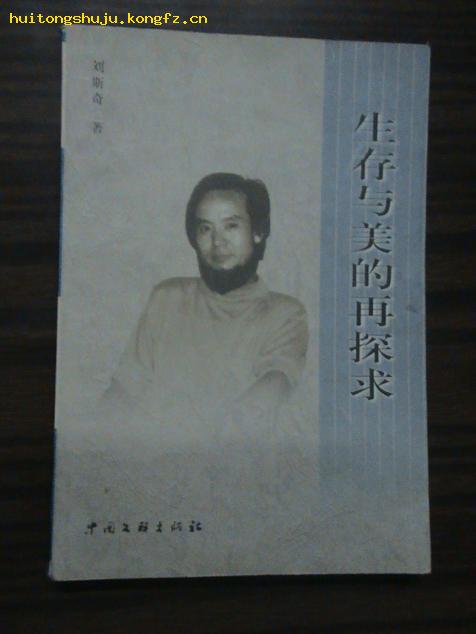 huitongshuju.kongfz.cn
刘斯奇 著
生存与美的再探求
中国文联出版社